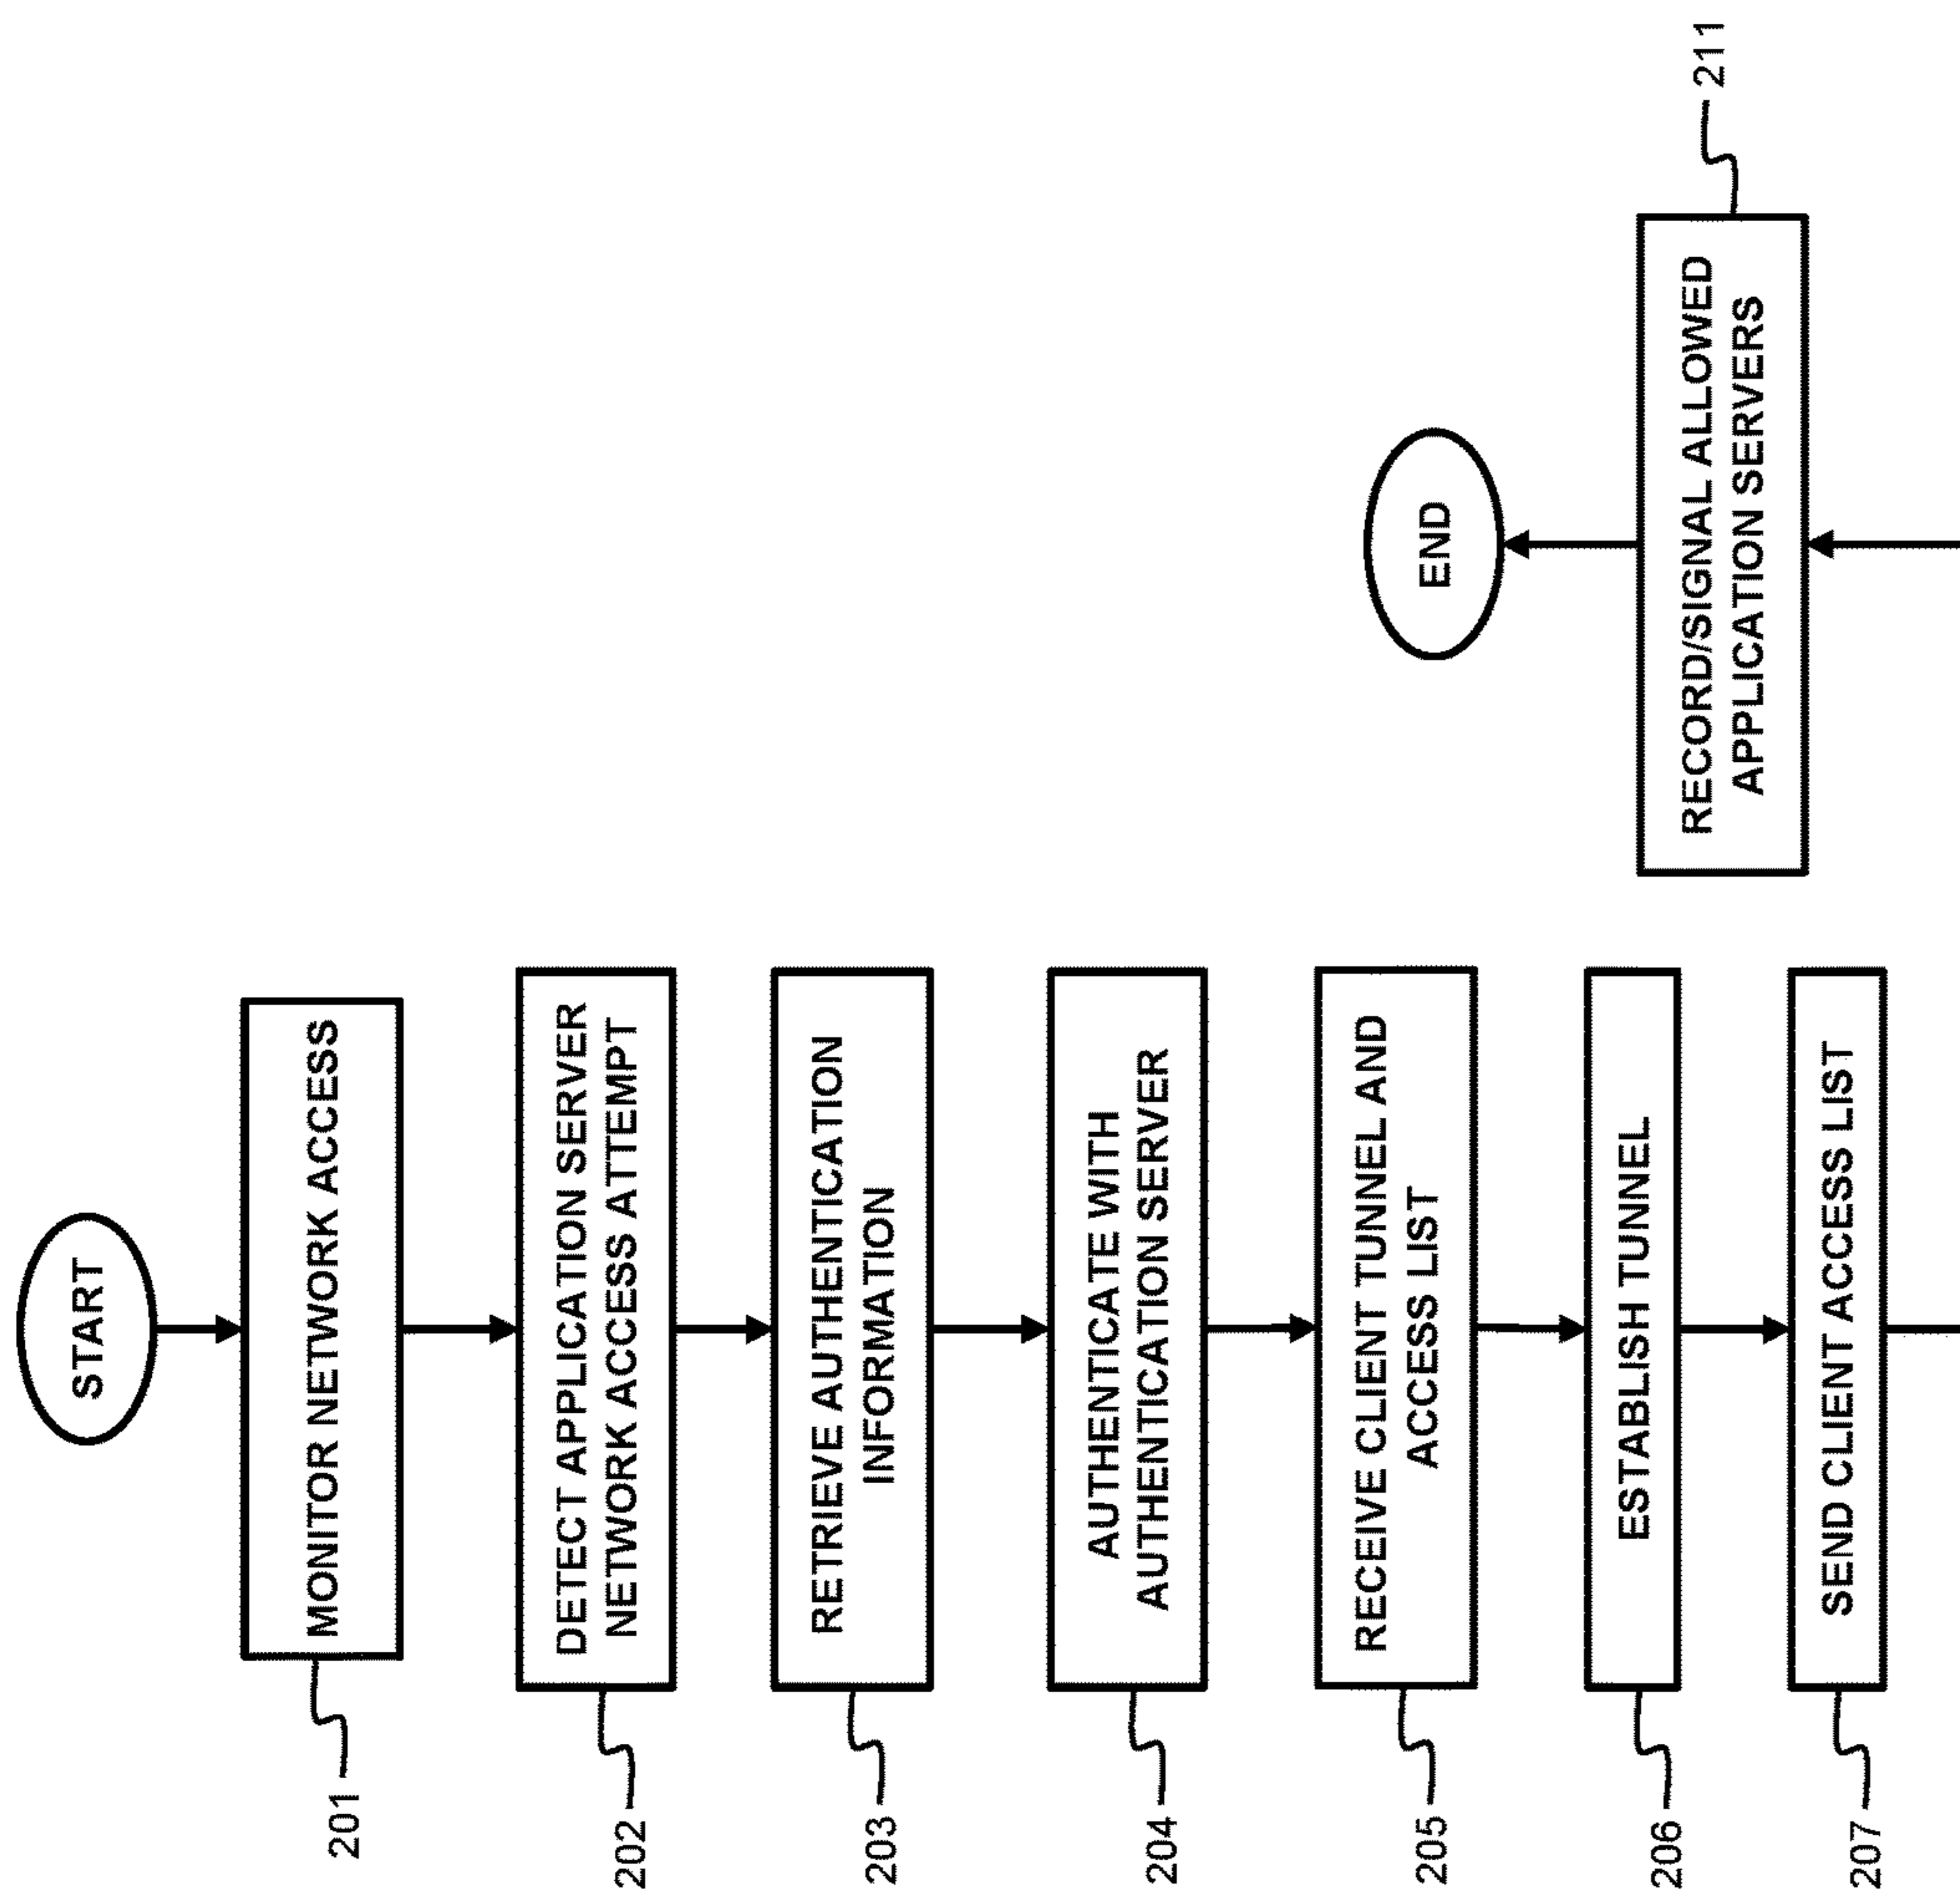 START
MONITOR NETWORK ACCESS
201
DETECT APPLICATION SERVER
NETWORK ACCESS ATTEMPT
202
RETRIEVE AUTHENTICATION
INFORMATION
203
AUTHENTICATE WITH
AUTHENTICATION SERVER
204
RECEIVE CLIENT TUNNEL AND
ACCESS LIST
205
ESTABLISH TUNNEL
206
SEND CLIENT ACCESS LIST
207
END
RECORD/SIGNAL ALLOWED
APPLICATION SERVERS
211